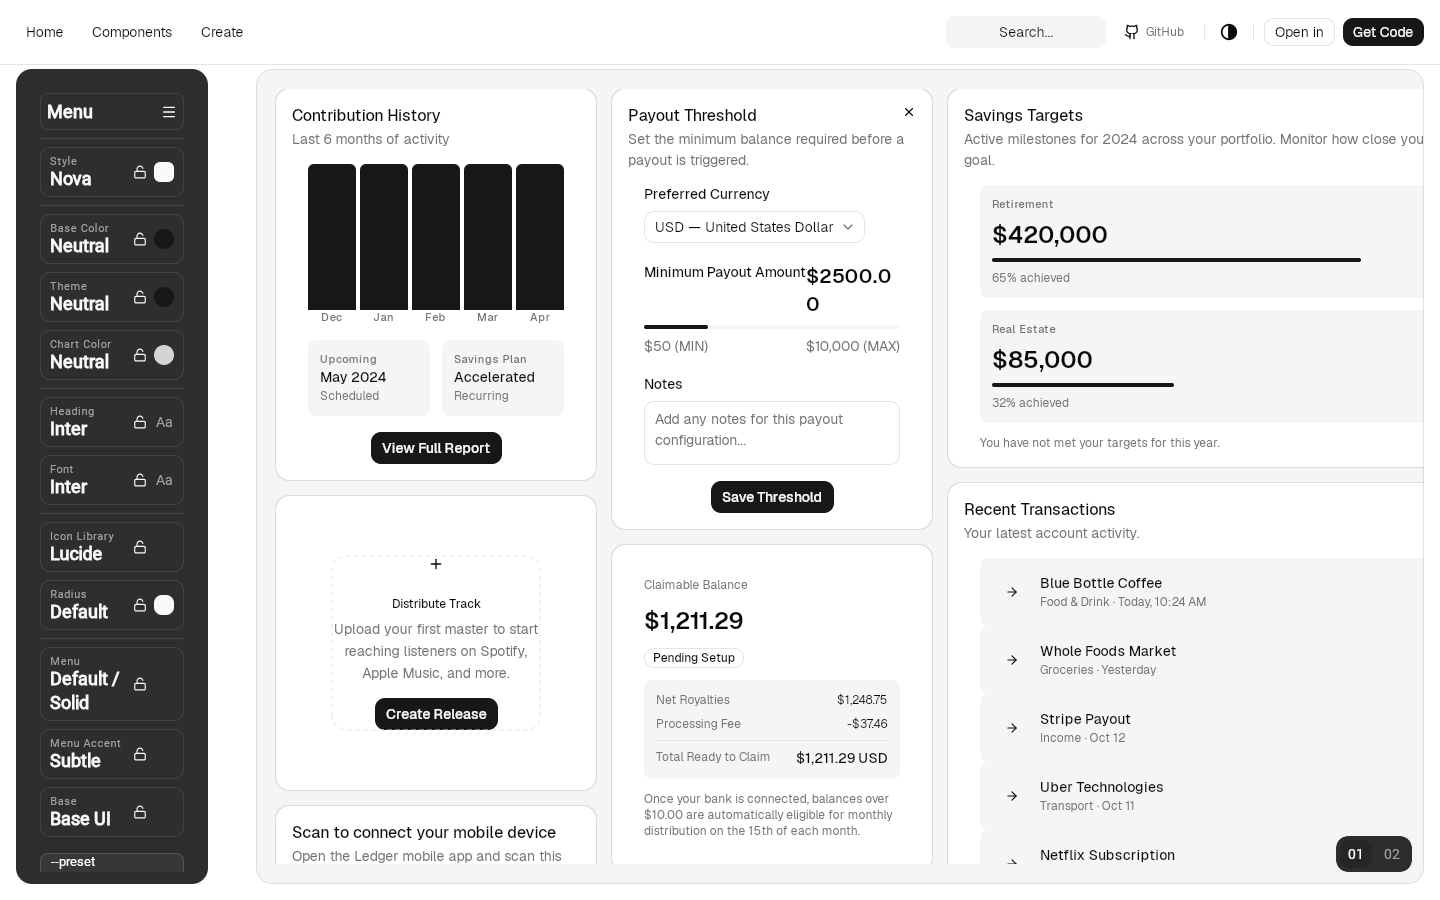 Home
Components
Create
Search...
GitHub
Open in
Get Code
Menu
Style
Nova
Base Color
Neutral
Theme
Neutral
Chart Color
Neutral
Heading
Inter
Aa
Font
Inter
Aa
Icon Library
Lucide
Radius
Default
Menu
Default /
Solid
Menu Accent
Subtle
Base
Base UI
--preset
Contribution History
Last 6 months of activity
Dec
Jan
Feb
Mar
Apr
Upcoming
May 2024
Scheduled
Savings Plan
Accelerated
Recurring
View Full Report
Distribute Track
Upload your first master to start
reaching listeners on Spotify,
Apple Music, and more.
Create Release
Scan to connect your mobile device
Open the Ledger mobile app and scan this
Payout Threshold
Set the minimum balance required before a
payout is triggered.
Preferred Currency
USD — United States Dollar
Minimum Payout Amount
$2500.0
0
$50 (MIN)
$10,000 (MAX)
Notes
Add any notes for this payout
configuration...
Save Threshold
Claimable Balance
$1,211.29
Pending Setup
Net Royalties
$1,248.75
Processing Fee
-$37.46
Total Ready to Claim
$1,211.29 USD
Once your bank is connected, balances over
$10.00 are automatically eligible for monthly
distribution on the 15th of each month.
Savings Targets
Active milestones for 2024 across your portfolio. Monitor how close you
goal.
Retirement
$420,000
65% achieved
Real Estate
$85,000
32% achieved
You have not met your targets for this year.
Recent Transactions
Your latest account activity.
Blue Bottle Coffee
Food & Drink · Today, 10:24 AM
Whole Foods Market
Groceries · Yesterday
Stripe Payout
Income · Oct 12
Uber Technologies
Transport · Oct 11
Netflix Subscription
01
02